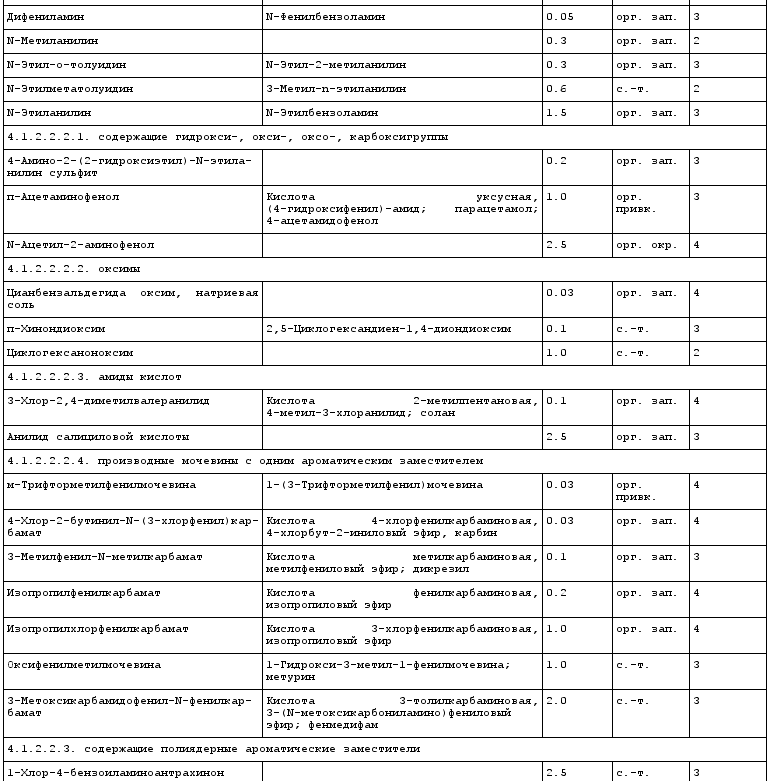 Дифениламин N-Фенилбензоламин 0.05 орг. зап. 3
N-Метиланилин 0.3 орг. зап. 2
N-Этил-о-толуидин N-Этил-2-метиланилин 0.3 орг. зап. 3
N-Этилметатолуидин 3-Метил-n-этиланилин 0.6 с.-т. 2
N-Этиланилин N-Этилбензоламин 1.5 орг. зап. 3
4.1.2.2.2.1. содержащие гидрокси-, окси-, оксо-, карбоксигруппы
4-Амино-2-(2-гидроксиэтил)-N-этила- 0.2 орг. зап. 3
нилин сульфит
п-Ацетаминофенол Кислота уксусная, 1.0 орг. 3
(4-гидроксифенил)-амид; парацетамол; привк.
4-ацетамидофенол
N-Ацетил-2-аминофенол 2.5 орг. окр. 4
4.1.2.2.2.2. оксимы
Цианбензальдегида оксим, натриевая 0.03 орг. зап. 4
соль
п-Хинондиоксим 2,5-Циклогександиен-1,4-диондиоксим 0.1 с.-т. 3
Циклогексаноноксим 1.0 с.-т. 2
4.1.2.2.2.3. амиды кислот
3-Хлор-2,4-диметилвалеранилид Кислота 2-метилпентановая, 0.1 орг. зап. 4
4-метил-3-хлоранилид; солан
Анилид салициловой кислоты 2.5 орг. зап. 3
4.1.2.2.2.4. производные мочевины с одним ароматическим заместителем
м-Трифторметилфенилмочевина 1-(3-Трифторметилфенил)мочевина 0.03 орг. 4
привк.
4-Хлор-2-бутинил-N-(3-хлорфенил)кар- Кислота 4-хлорфенилкарбаминовая, 0.03 орг. зап. 4
бамат 4-хлорбут-2-иниловый эфир, карбин
3-Метилфенил-N-метилкарбамат Кислота метилкарбаминовая, 0.1 орг. зап. 3
метилфениловый эфир; дикрезил
Изопропилфенилкарбамат Кислота фенилкарбаминовая, 0.2 орг. зап. 4
изопропиловый эфир
Изопропилхлорфенилкарбамат Кислота 3-хлорфенилкарбаминовая, 1.0 орг. зап. 4
изопропиловый эфир
Оксифенилметилмочевина 1-Гидрокси-3-метил-1-фенилмочевина; 1.0 с.-т. 3
метурин
3-Метоксикарбамидофенил-N-фенилкар- Кислота 3-толилкарбаминовая, 2.0 с.-т. 3
бамат 3-(N-метоксикарбониламино)фениловый
эфир; фенмедифам
4.1.2.2.3. содержащие полиядерные ароматические заместители
1-Хлор-4-бензоиламиноантрахинон 2.5 с.-т. 3